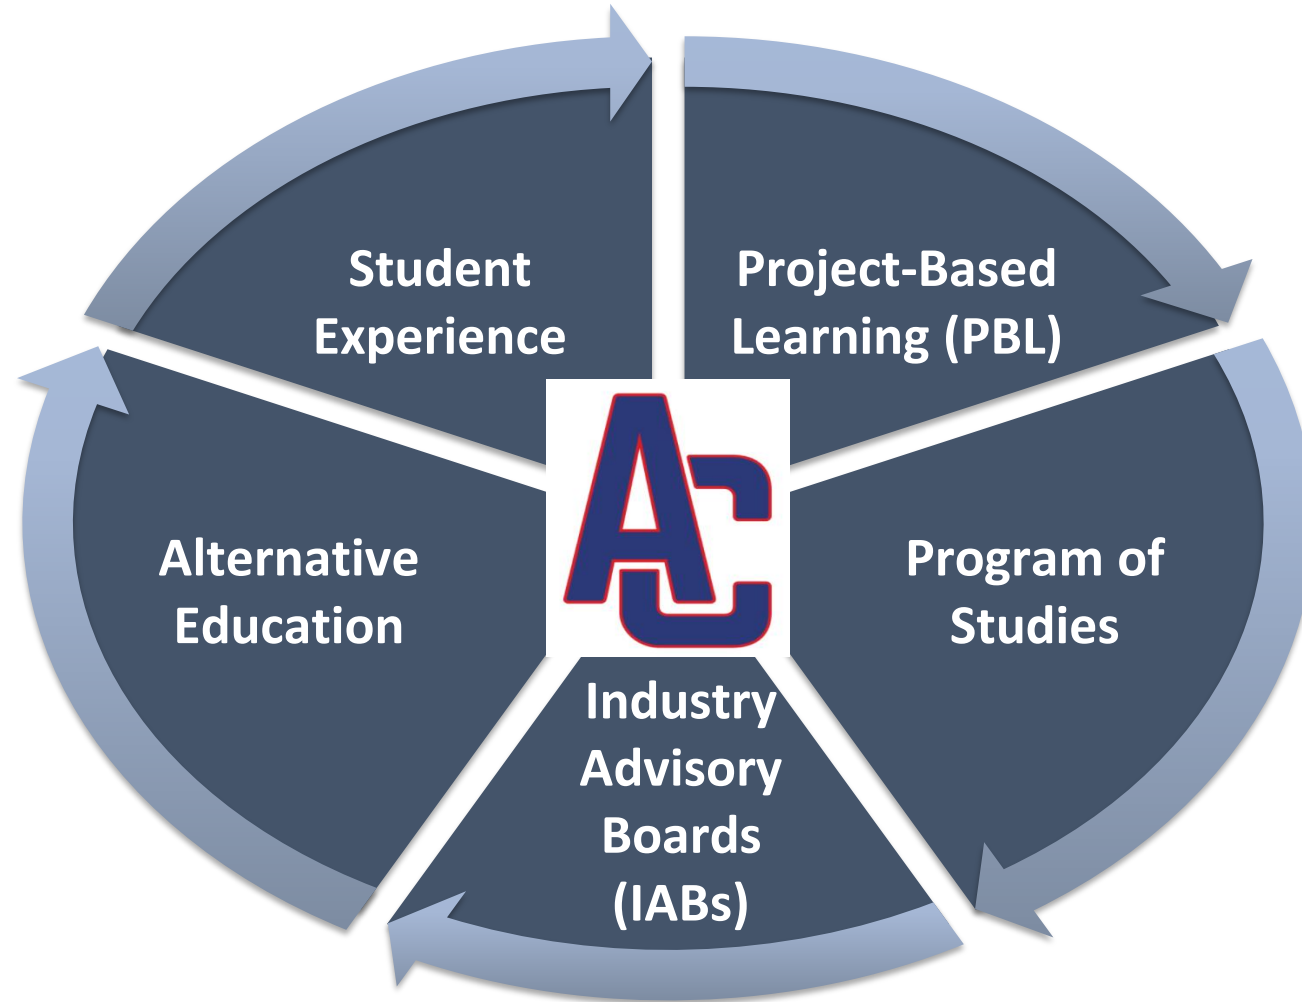 Student
Experience
Project-Based
Learning (PBL)
Alternative
Education
AC
Program of
Studies
Industry
Advisory
Boards
(IABs)